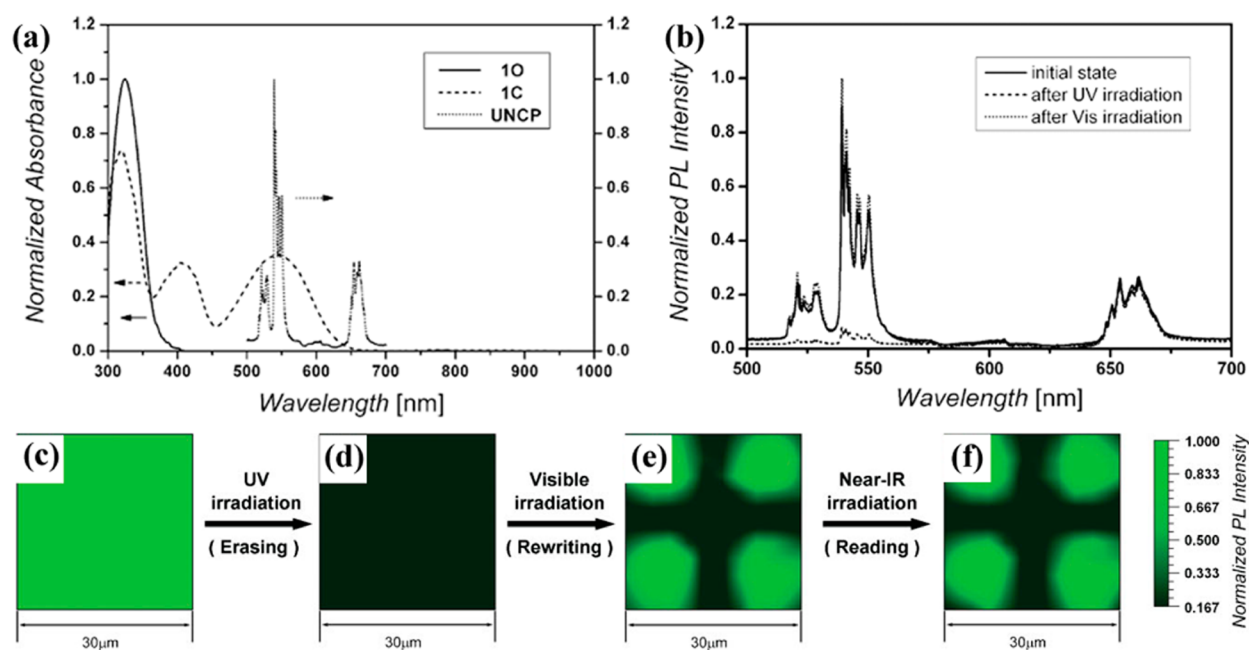 (a)
1.2
1.0
0.8
0.6
0.4
0.2
0.0
Normalized Absorbance
1.2
1.0
0.8
0.6
0.4
0.2
0.0
1O
1C
UNCP
300 400 500 600 700 800 900 1000
Wavelength [nm]
(b)
1.2
1.0
0.8
0.6
0.4
0.2
0.0
Normalized PL Intensity
initial state
after UV irradiation
after Vis irradiation
500 550 600 650 700
Wavelength [nm]
(c)
30μm
UV
irradiation
( Erasing )
(d)
30μm
Visible
irradiation
( Rewriting )
(e)
30μm
Near-IR
irradiation
( Reading )
(f)
30μm
1.000
0.833
0.667
0.500
0.333
0.167
Normalized PL Intensity